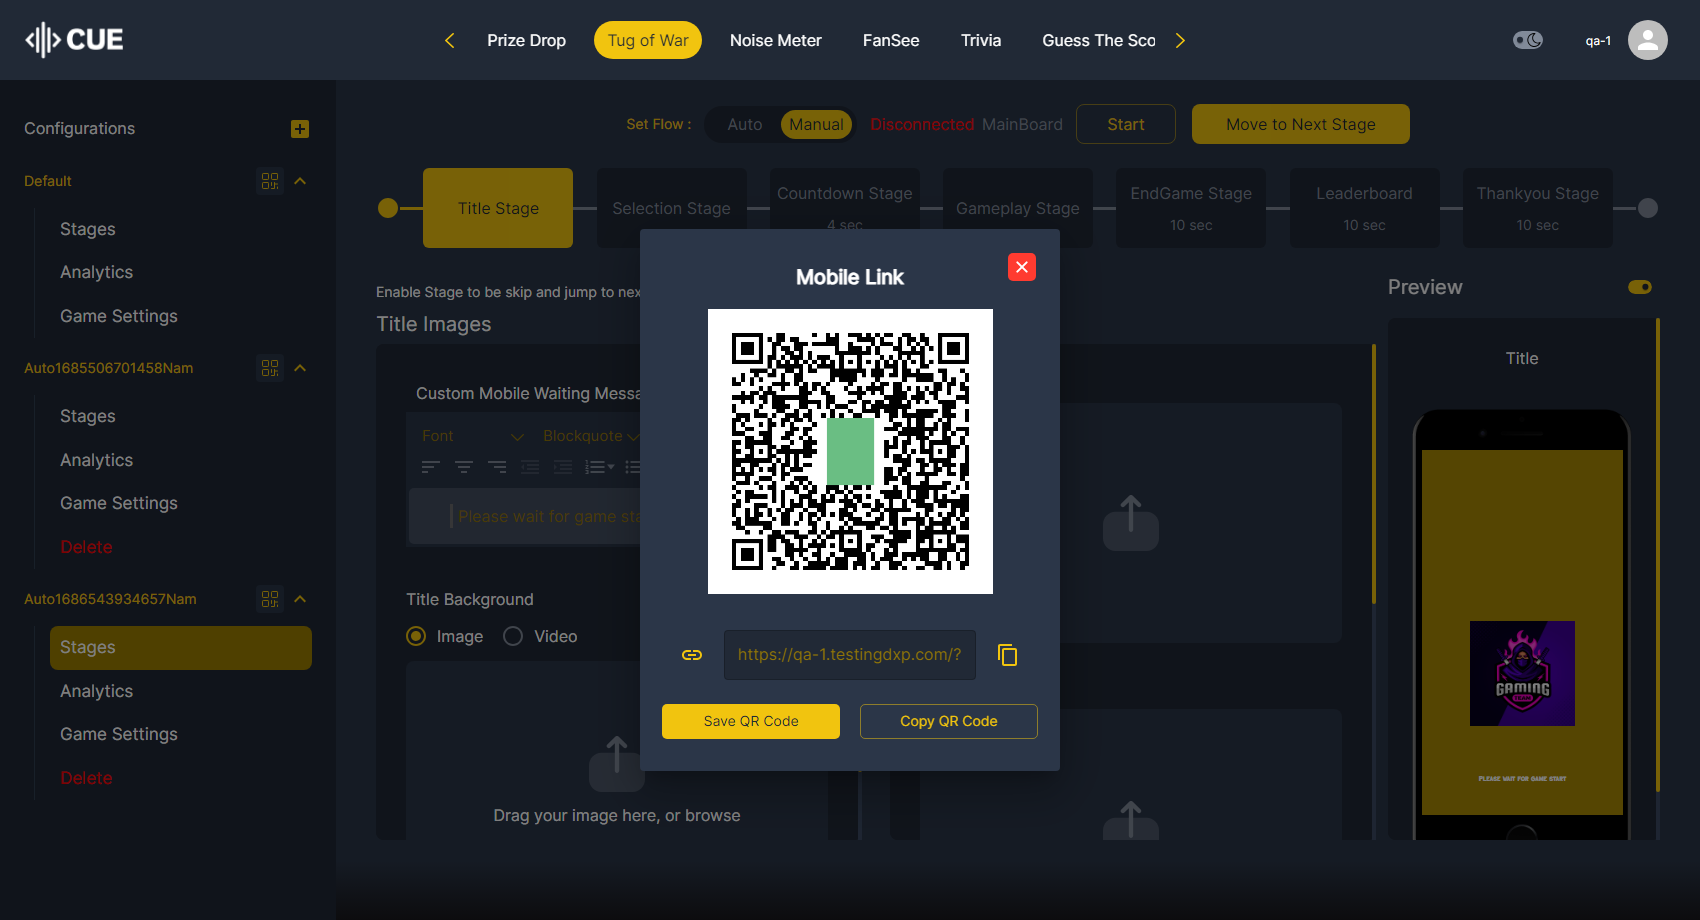 CUE
Prize Drop
Tug of War
Noise Meter
FanSee
Trivia
Guess The Sco
qa-1
Configurations
Set Flow :
Auto
Manual
Disconnected MainBoard
Start
Move to Next Stage
Default
Stages
Analytics
Game Settings
Auto1685506701458Nam
Stages
Analytics
Game Settings
Delete
Auto1686543934657Nam
Stages
Analytics
Game Settings
Delete
Title Stage
Selection Stage
Countdown Stage
4 sec
Gameplay Stage
EndGame Stage
10 sec
Leaderboard
10 sec
Thankyou Stage
10 sec
Enable Stage to be skip and jump to nex
Title Images
Custom Mobile Waiting Messa
Font
Blockquote
Please wait for game sta
Title Background
Image
Video
Drag your image here, or browse
Mobile Link
https://qa-1.testingdxp.com/?
Save QR Code
Copy QR Code
Preview
Title
GAMING
TEAM
PLEASE WAIT FOR GAME START